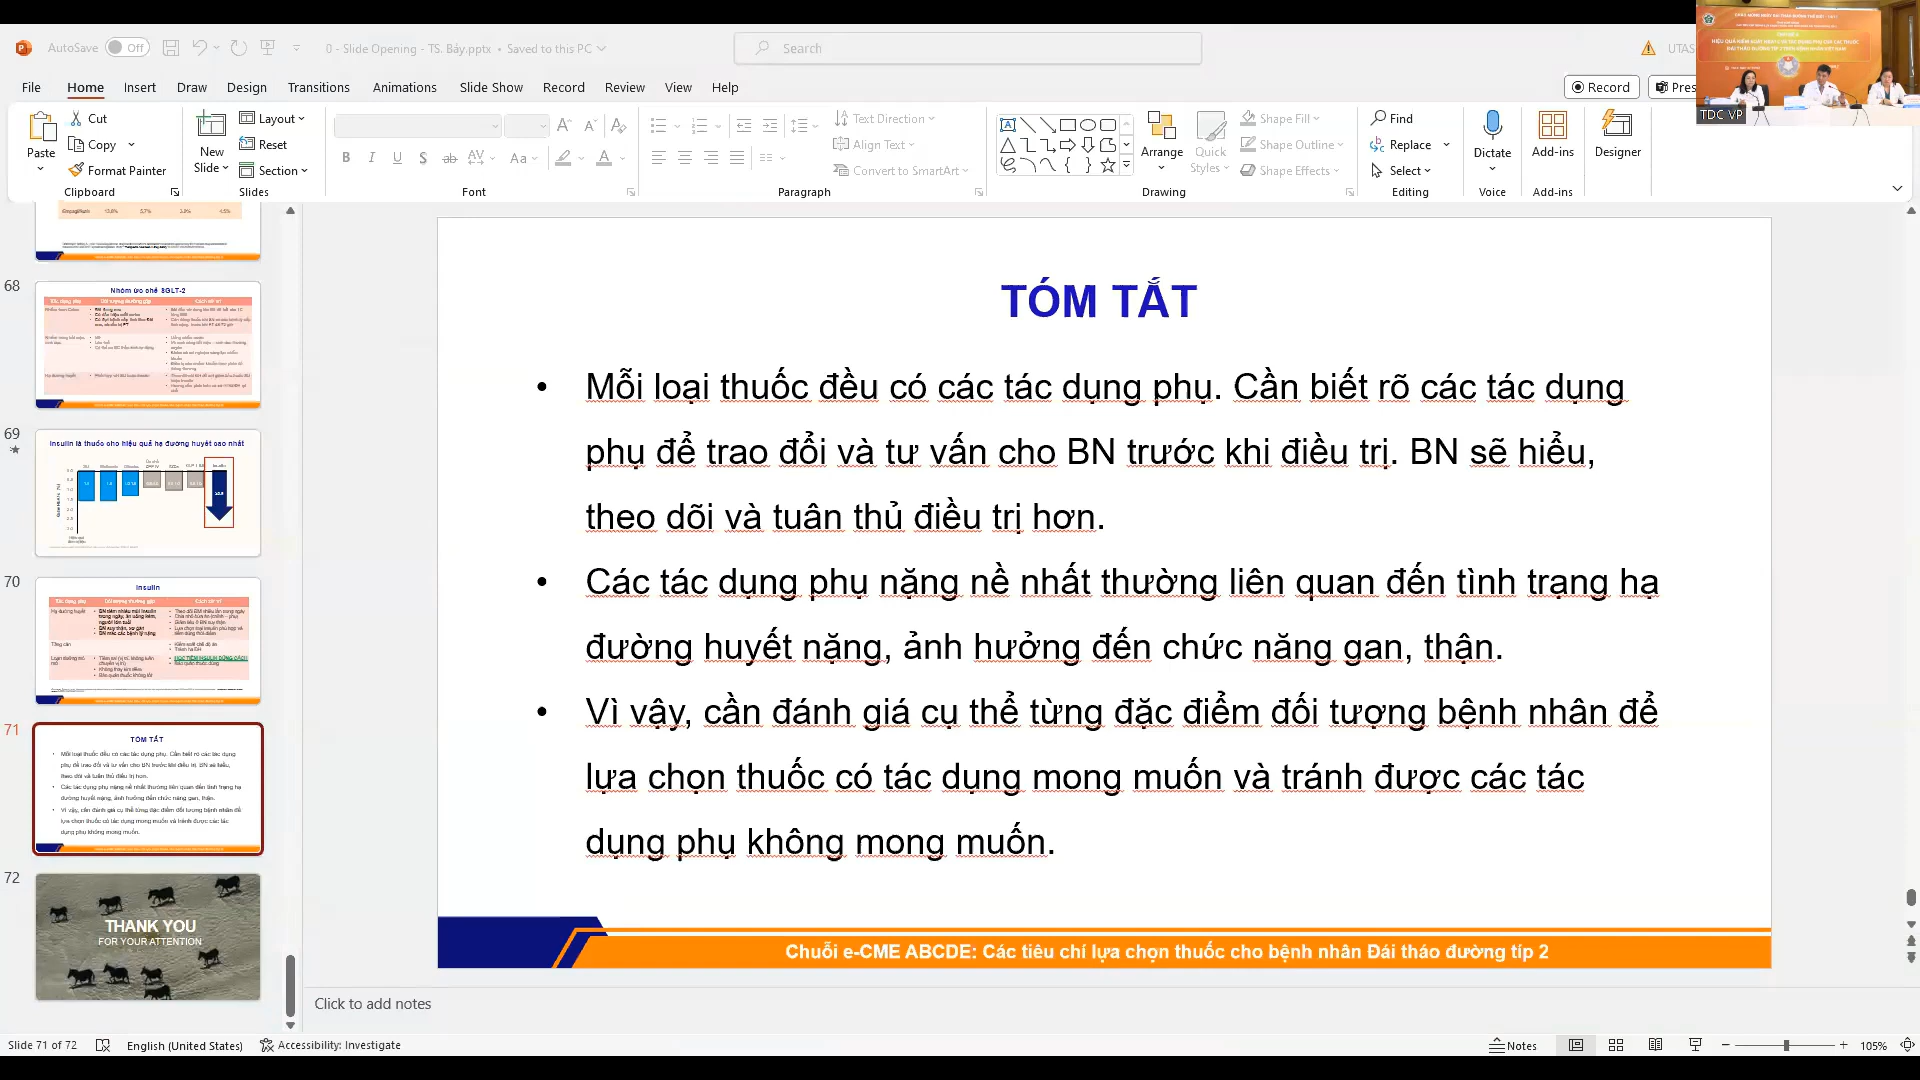 AutoSave
Off
0 - Slide Opening - TS. Bảy.pptx • Saved to this PC
Search
UTAS
File
Home
Insert
Draw
Design
Transitions
Animations
Slide Show
Record
Review
View
Help
Record
Pres
TDC VP
Paste
Cut
Copy
Format Painter
Clipboard
New Slide
Layout
Reset
Section
Slides
Font
Paragraph
Text Direction
Align Text
Convert to SmartArt
Arrange
Quick Styles
Shape Fill
Shape Outline
Shape Effects
Drawing
Find
Replace
Select
Editing
Dictate
Voice
Add-ins
Add-ins
Designer
68
Nhóm ức chế SGLT-2
69
Insulin là thuốc cho hiệu quả hạ đường huyết cao nhất
70
Insulin
71
TÓM TẮT
72
THANK YOU
FOR YOUR ATTENTION
TÓM TẮT
• Mỗi loại thuốc đều có các tác dụng phụ. Cần biết rõ các tác dụng
phụ để trao đổi và tư vấn cho BN trước khi điều trị. BN sẽ hiểu,
theo dõi và tuân thủ điều trị hơn.
• Các tác dụng phụ nặng nề nhất thường liên quan đến tình trạng hạ
đường huyết nặng, ảnh hưởng đến chức năng gan, thận.
• Vì vậy, cần đánh giá cụ thể từng đặc điểm đối tượng bệnh nhân để
lựa chọn thuốc có tác dụng mong muốn và tránh được các tác
dụng phụ không mong muốn.
Chuỗi e-CME ABCDE: Các tiêu chí lựa chọn thuốc cho bệnh nhân Đái tháo đường típ 2
Click to add notes
Slide 71 of 72
English (United States)
Accessibility: Investigate
Notes
105%